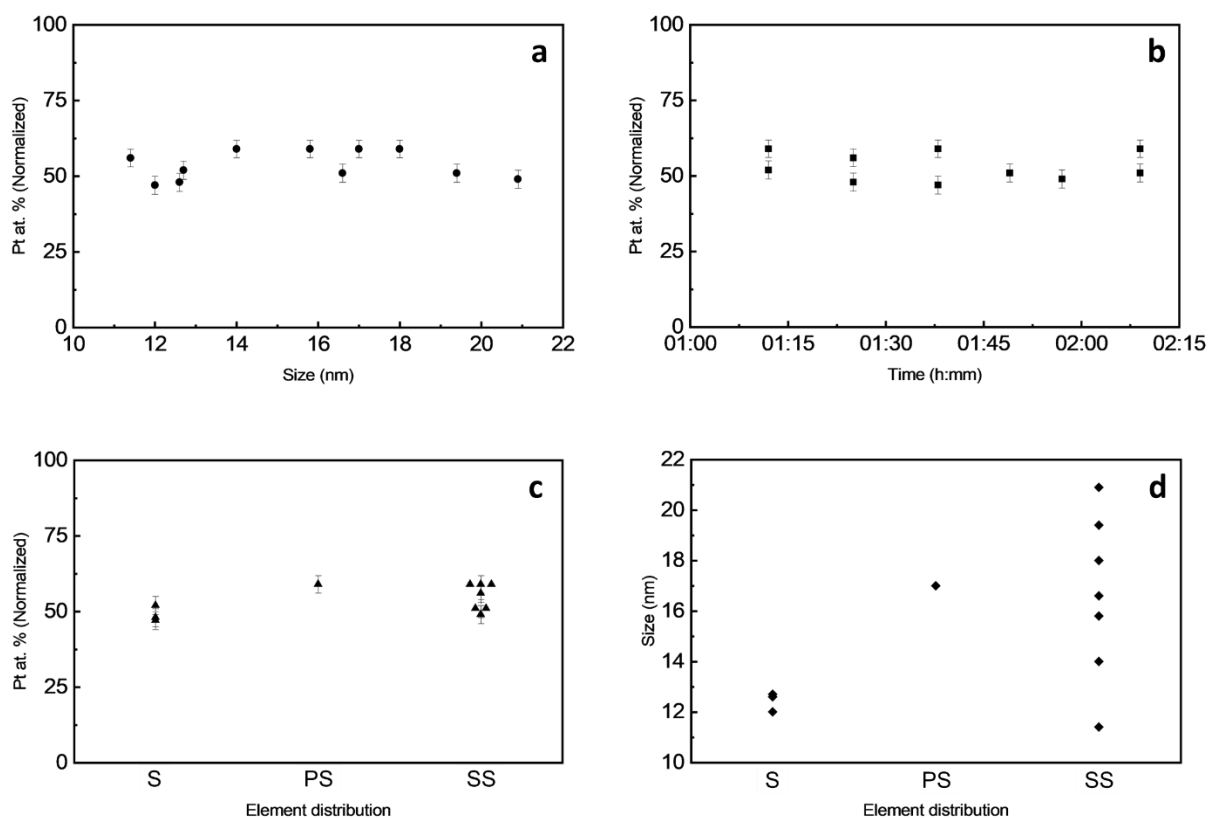 a
Pt at. % (Normalized)
100
75
50
25
0
10 12 14 16 18 20 22
Size (nm)
b
Pt at. % (Normalized)
100
75
50
25
0
01:00 01:15 01:30 01:45 02:00 02:15
Time (h:mm)
c
Pt at. % (Normalized)
100
75
50
25
0
S PS SS
Element distribution
d
Size (nm)
22
20
18
16
14
12
10
S PS SS
Element distribution